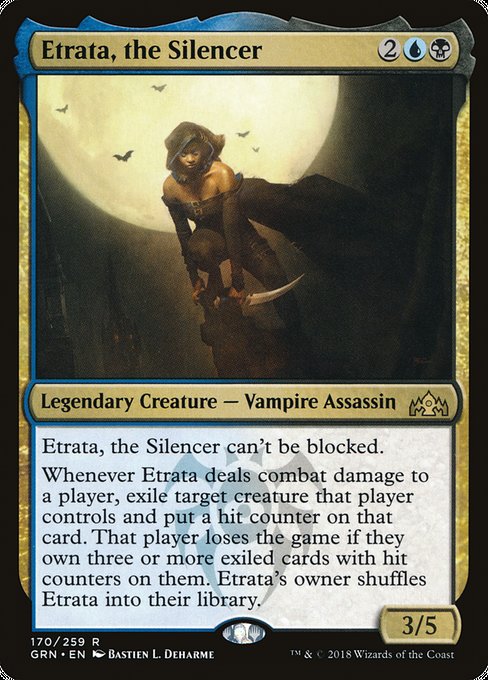 Etrata, the Silencer 2
Legendary Creature — Vampire Assassin
Etrata, the Silencer can't be blocked.
Whenever Etrata deals combat damage to
a player, exile target creature that player
controls and put a hit counter on that
card. That player loses the game if they
own three or more exiled cards with hit
counters on them. Etrata's owner shuffles
Etrata into their library.
3/5
170/259 R
GRN • EN Bastien L. Deharme
™ & © 2018 Wizards of the Coast